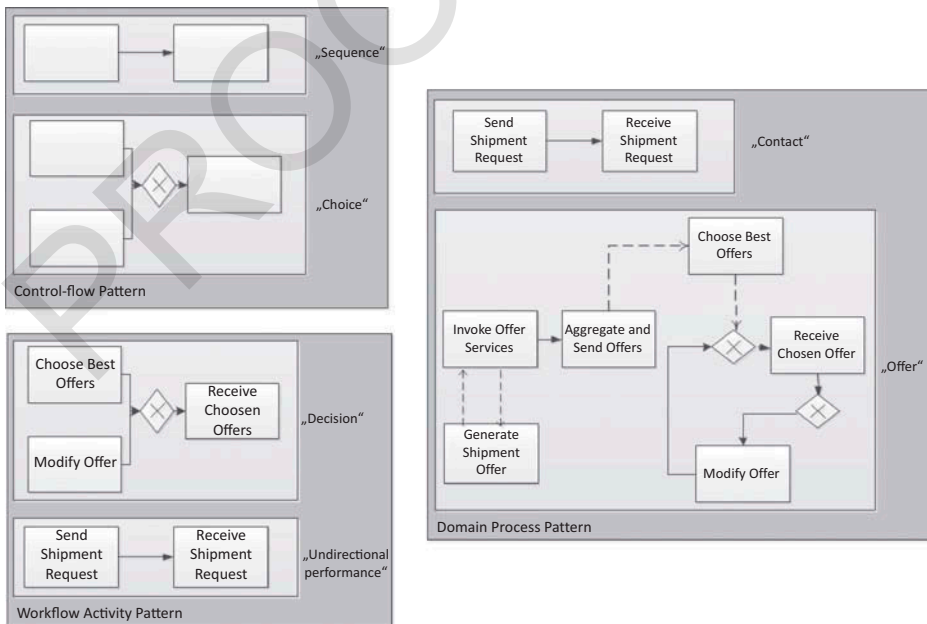 „Sequence“
„Choice“
Control-flow Pattern
Choose Best
Offers
Modify Offer
Receive
Choosen
Offers
„Decision“
Send
Shipment
Request
Receive
Shipment
Request
„Undirectional
performance“
Workflow Activity Pattern
Send
Shipment
Request
Receive
Shipment
Request
„Contact“
Choose Best
Offers
Invoke Offer
Services
Aggregate and
Send Offers
Receive
Chosen Offer
Generate
Shipment
Offer
Modify Offer
„Offer“
Domain Process Pattern
PROO